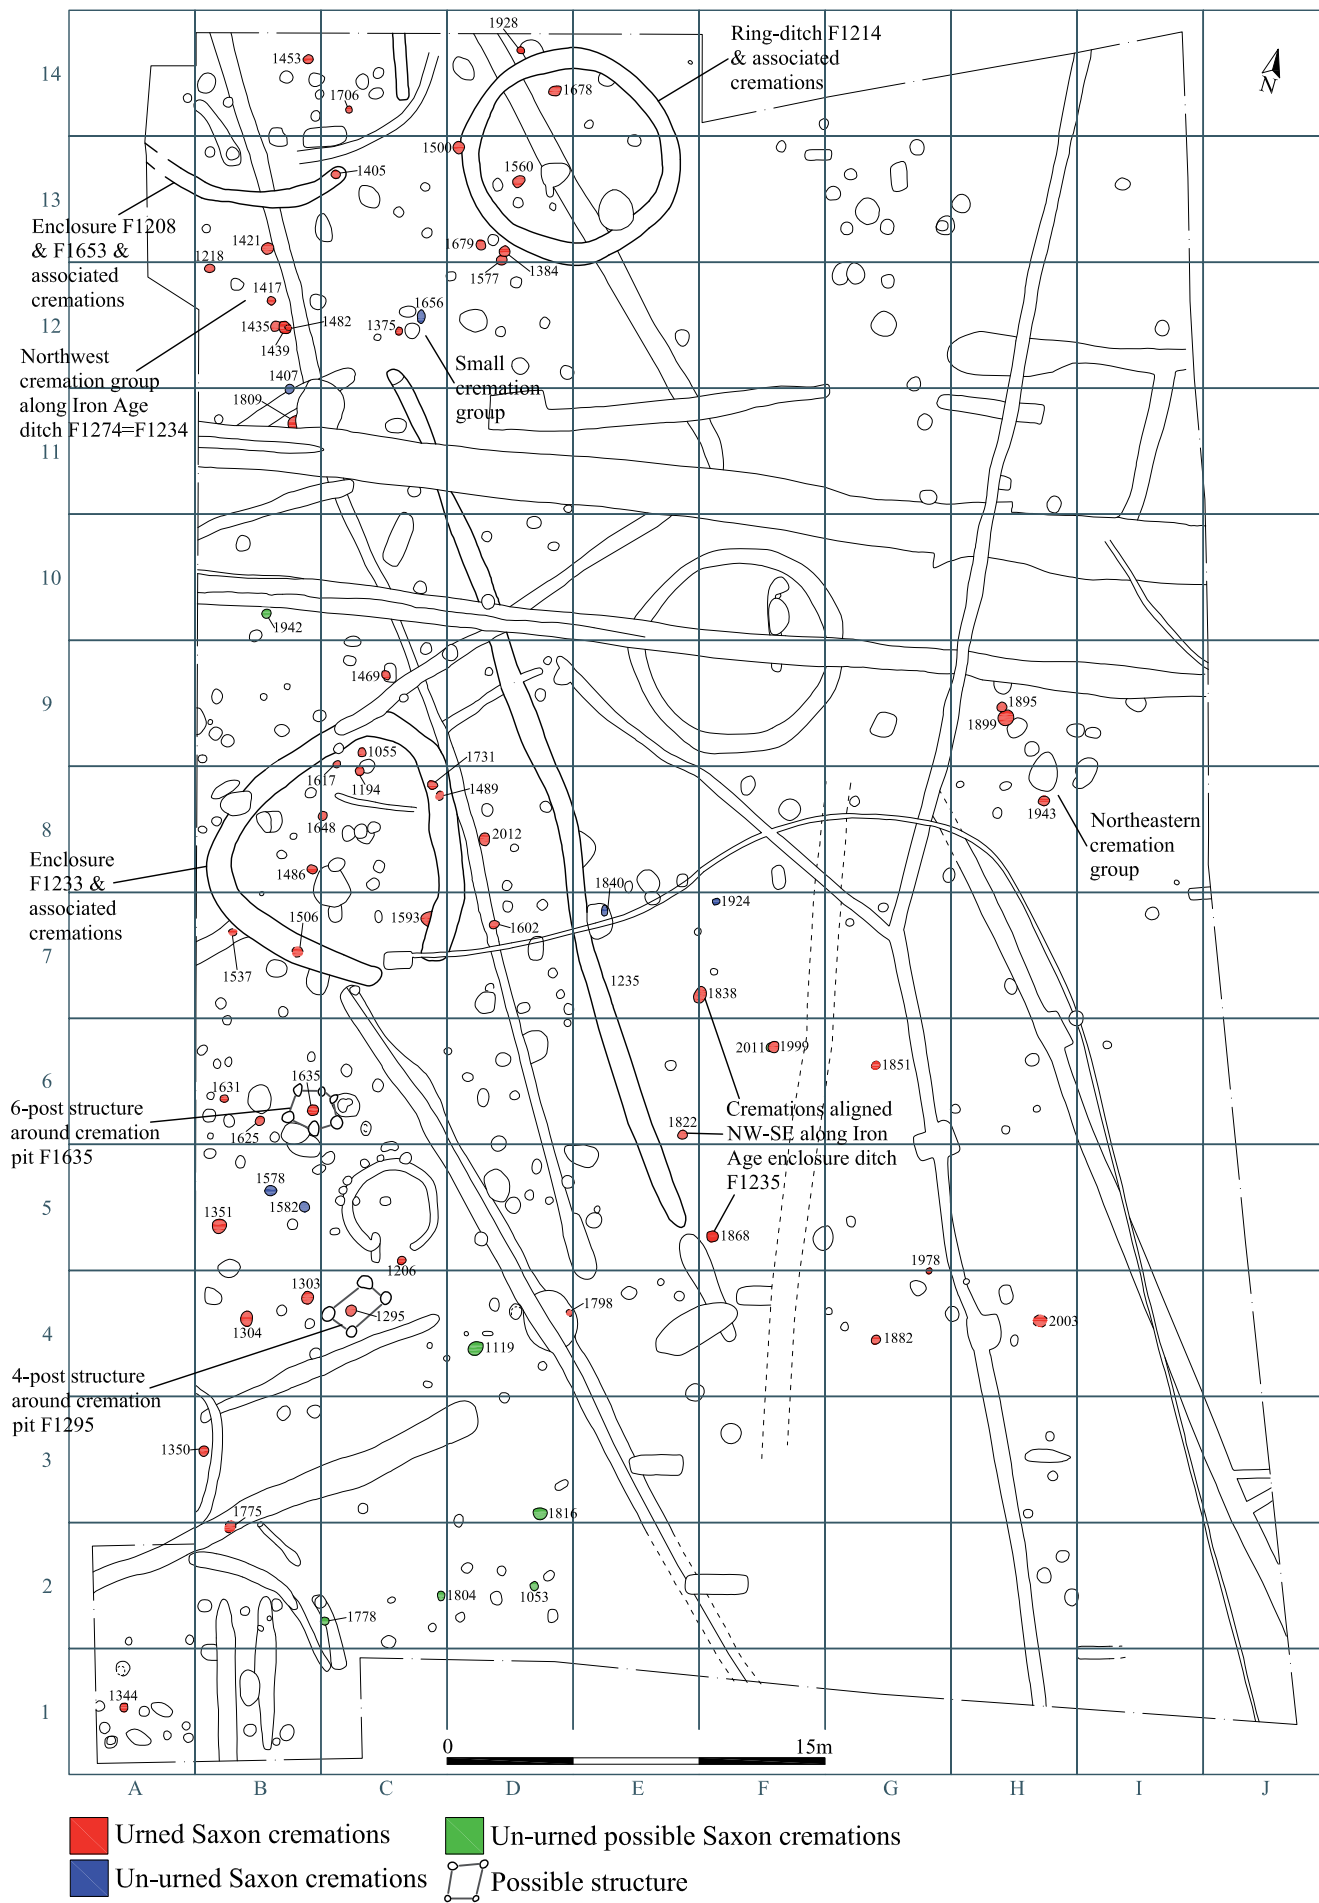 1928
Ring-ditch F1214
& associated
cremations
N
14
1453
1706
1678
1500
1560
1405
13
Enclosure F1208
& F1653 &
associated
cremations
1421
1218
1679
1577
1384
1417
1656
12
1435
1482
1375
1439
Northwest
cremation group
along Iron Age
ditch F1274=F1234
Small
cremation
group
1407
1809
11
10
1942
1469
9
1895
1899
1055
1731
1617
1194
1489
1943
Northeastern
cremation
group
8
1648
2012
Enclosure
F1233 &
associated
cremations
1486
1840
1924
1506
1593
1602
7
1537
1235
1838
2011
1999
1851
6
1631
1635
6-post structure
around cremation
pit F1635
1625
1822
Cremations aligned
NW-SE along Iron
Age enclosure ditch
F1235
1578
1582
5
1351
1868
1206
1978
1303
1295
1798
1304
2003
4
1119
1882
4-post structure
around cremation
pit F1295
1350
3
1775
1816
2
1804
1053
1778
1344
1
0
15m
A
B
C
D
E
F
G
H
I
J
Urned Saxon cremations
Un-urned possible Saxon cremations
Un-urned Saxon cremations
Possible structure